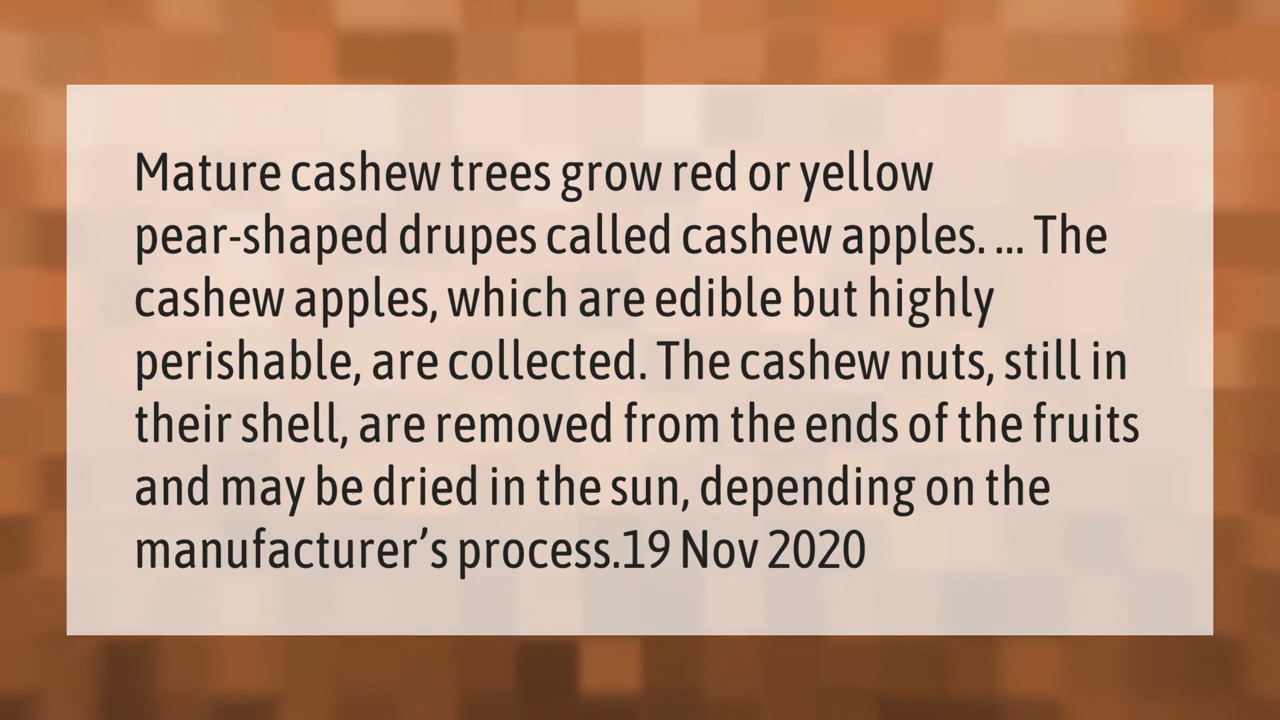 Mature cashew trees grow red or yellow
pear-shaped drupes called cashew apples. ... The
cashew apples, which are edible but highly
perishable, are collected. The cashew nuts, still in
their shell, are removed from the ends of the fruits
and may be dried in the sun, depending on the
manufacturer’s process.19 Nov 2020